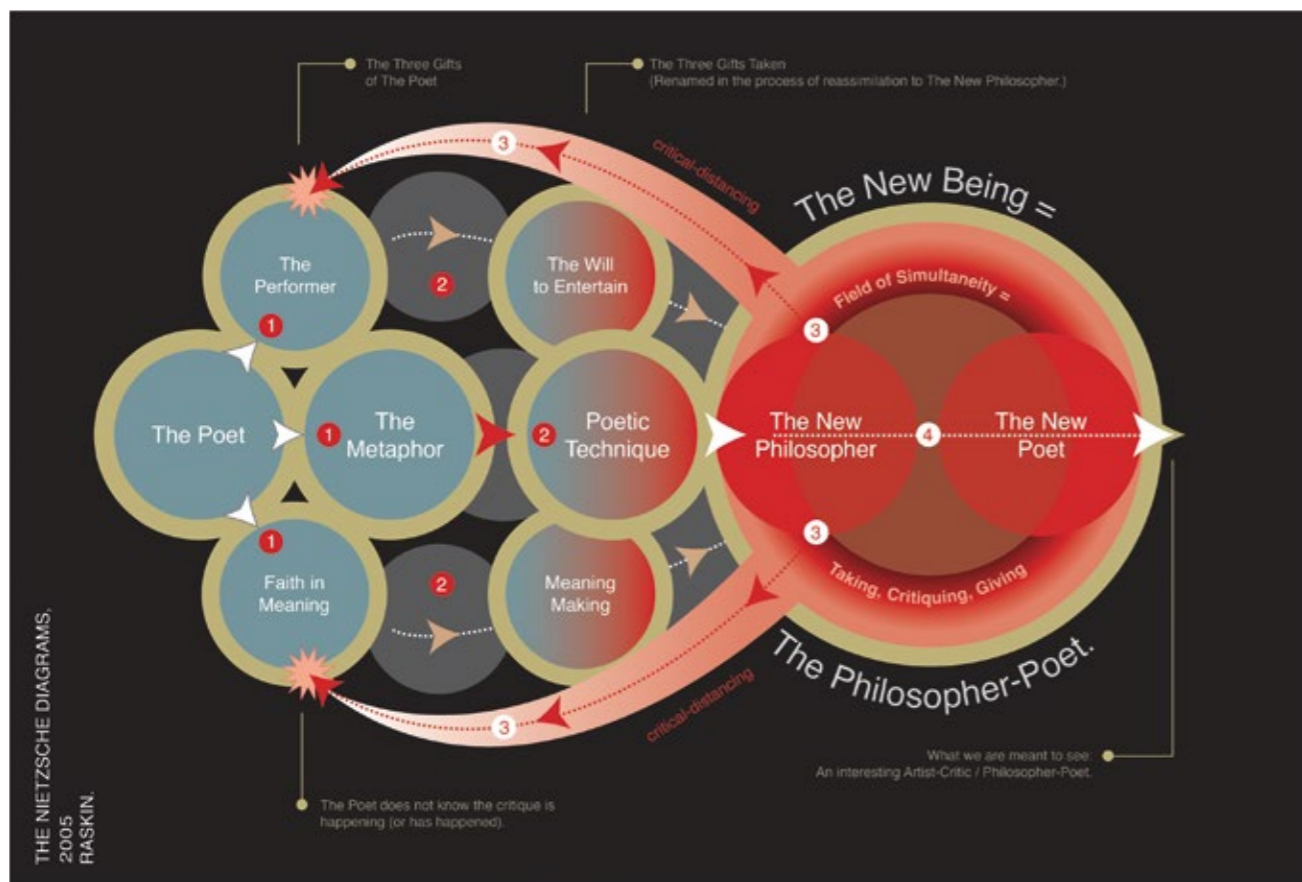 The Three Gifts
of The Poet
The Three Gifts Taken
(Renamed in the process of reassimilation to The New Philosopher.)
3
critical-distancing
The New Being =
The
Performer
1
2
The Will
to Entertain
Field of Simultaneity =
3
The Poet
1
The
Metaphor
2
Poetic
Technique
The New
Philosopher
4
The New
Poet
1
Faith in
Meaning
2
Meaning
Making
3
Taking, Critiquing, Giving
The Philosopher-Poet.
3
critical-distancing
What we are meant to see:
An interesting Artist-Critic / Philosopher-Poet.
The Poet does not know the critique is
happening (or has happened).
THE NIETZSCHE DIAGRAMS,
2005
RASKIN.